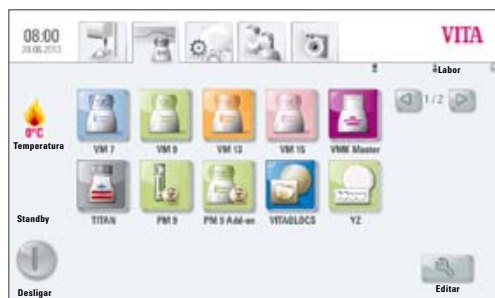 08:00
28.06.2013
VITA
Labor
1/2
0°C
Temperatura
VM 7
VM 9
VM 13
VM 15
VMK Master
TITAN
PM 9
PM 9 Add-on
VITABLOCS
YZ
Standby
Desligar
Editar